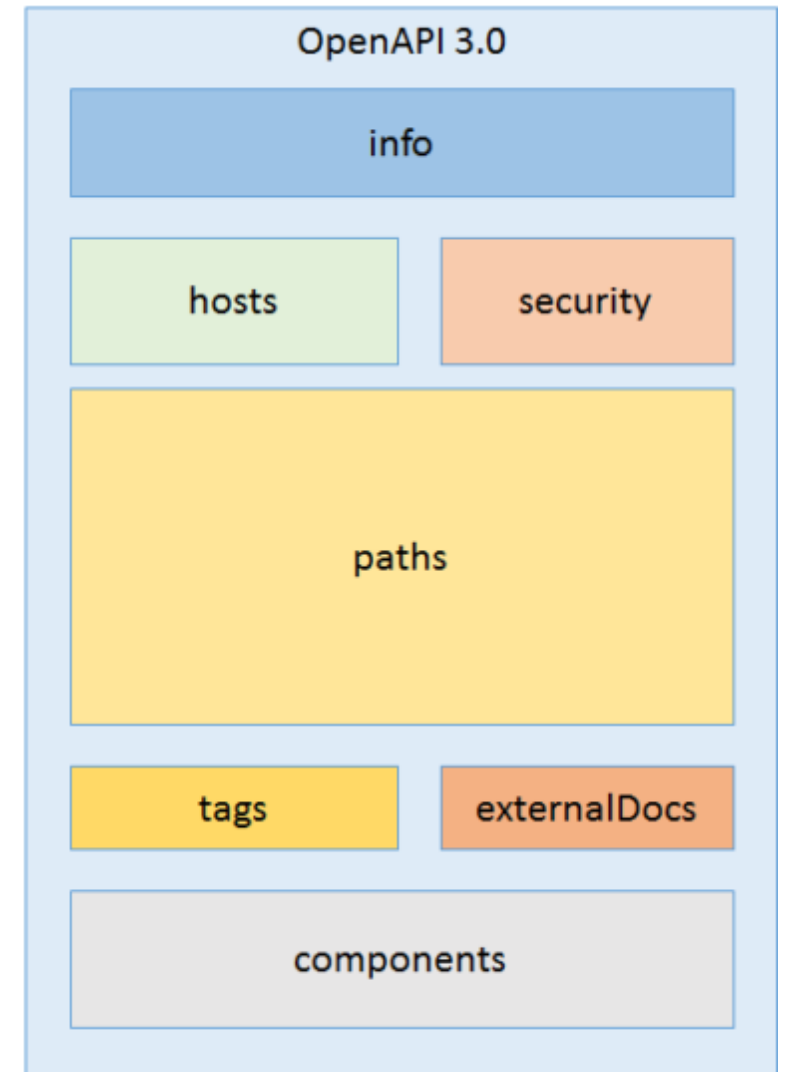 OpenAPI 3.0
info
hosts
security
paths
tags
externalDocs
components